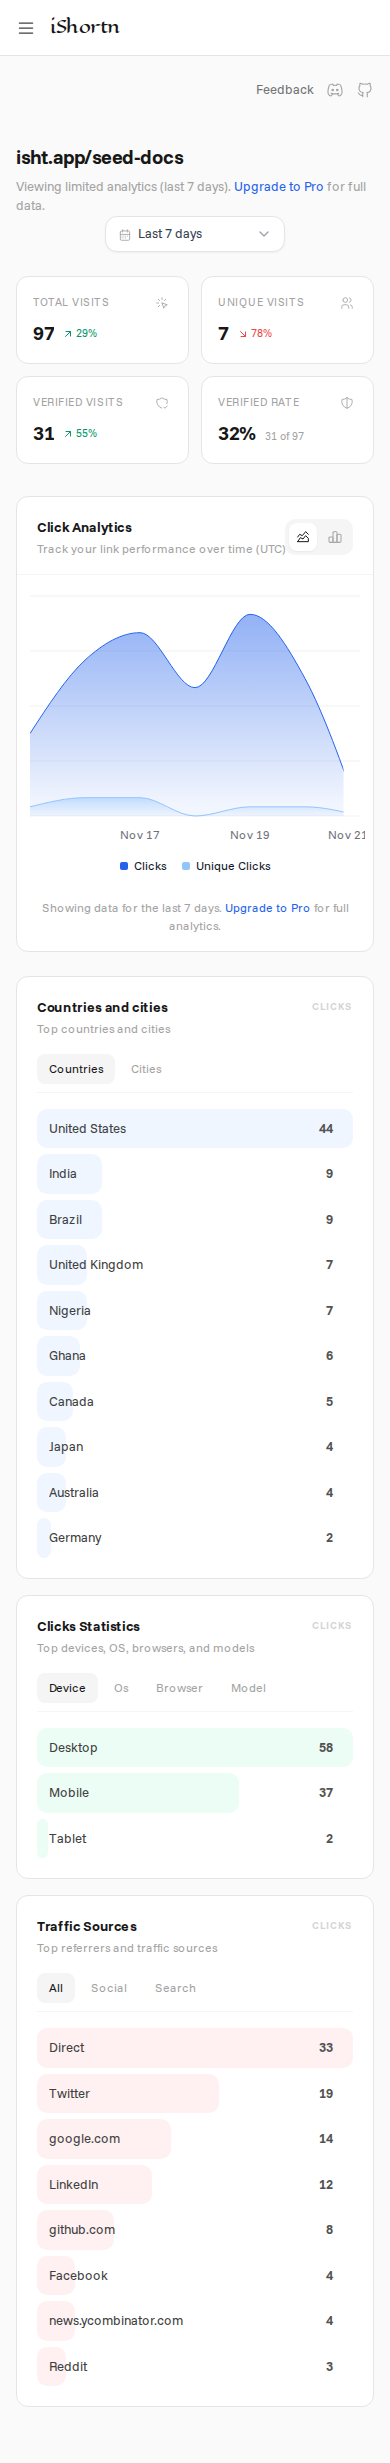 iShortn
Feedback
isht.app/seed-docs
Viewing limited analytics (last 7 days). Upgrade to Pro for full
data.
Last 7 days
TOTAL VISITS
97 29%
UNIQUE VISITS
7 78%
VERIFIED VISITS
31 55%
VERIFIED RATE
32% 31 of 97
Click Analytics
Track your link performance over time (UTC)
Nov 17 Nov 19 Nov 21
Clicks Unique Clicks
Showing data for the last 7 days. Upgrade to Pro for full
analytics.
Countries and cities CLICKS
Top countries and cities
Countries Cities
United States 44
India 9
Brazil 9
United Kingdom 7
Nigeria 7
Ghana 6
Canada 5
Japan 4
Australia 4
Germany 2
Clicks Statistics CLICKS
Top devices, OS, browsers, and models
Device Os Browser Model
Desktop 58
Mobile 37
Tablet 2
Traffic Sources CLICKS
Top referrers and traffic sources
All Social Search
Direct 33
Twitter 19
google.com 14
LinkedIn 12
github.com 8
Facebook 4
news.ycombinator.com 4
Reddit 3